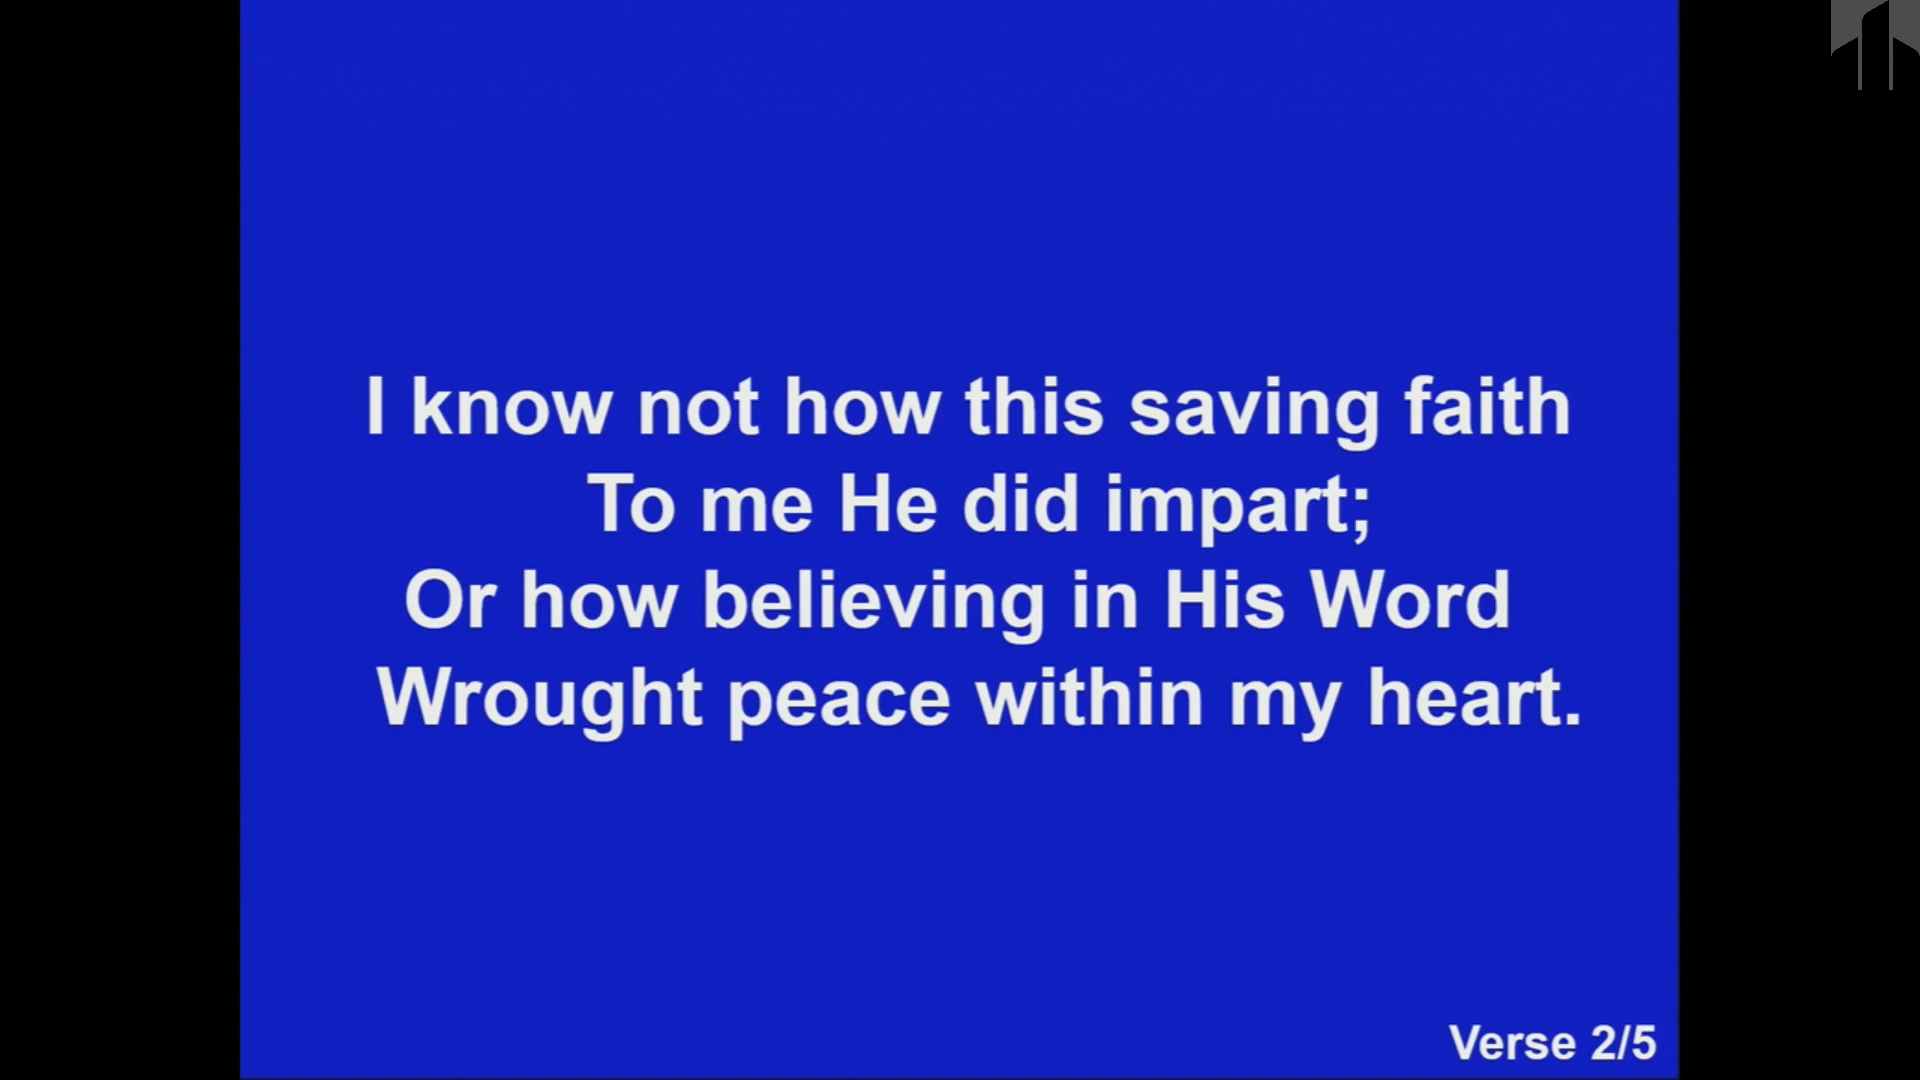 I know not how this saving faith
To me He did impart;
Or how believing in His Word
Wrought peace within my heart.
Verse 2/5